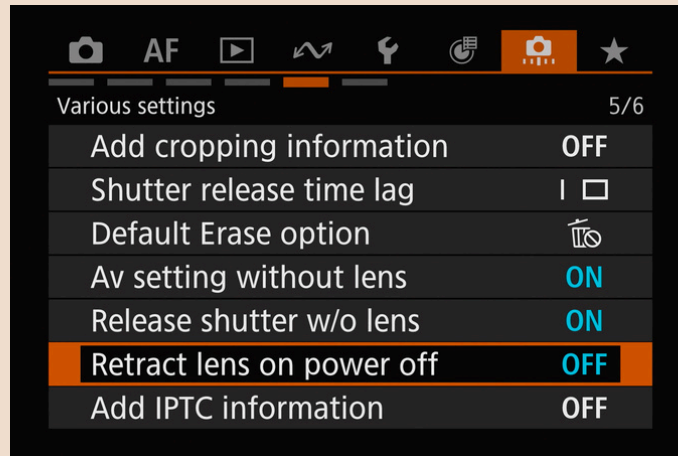 AF
Various settings 5/6
Add cropping information OFF
Shutter release time lag I
Default Erase option
Av setting without lens ON
Release shutter w/o lens ON
Retract lens on power off OFF
Add IPTC information OFF